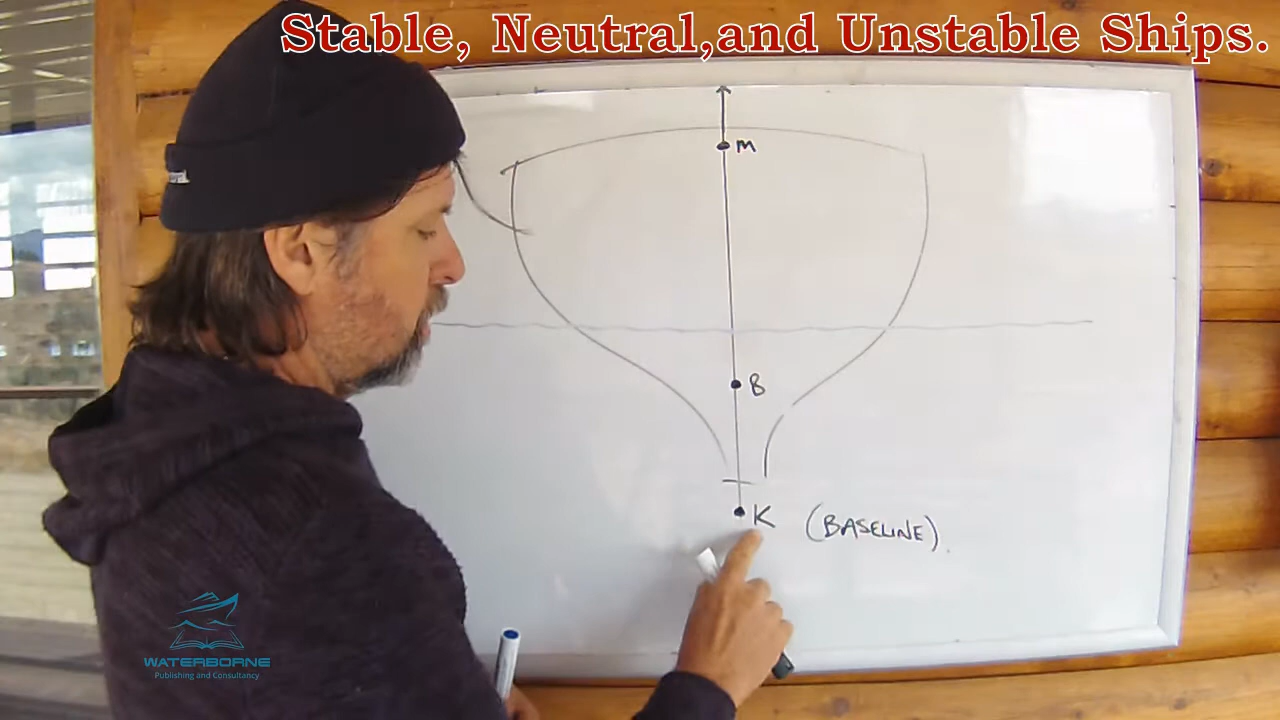 Stable, Neutral,and Unstable Ships.
M
B
K (BASELINE).
WATERBORNE
Publishing and Consultancy